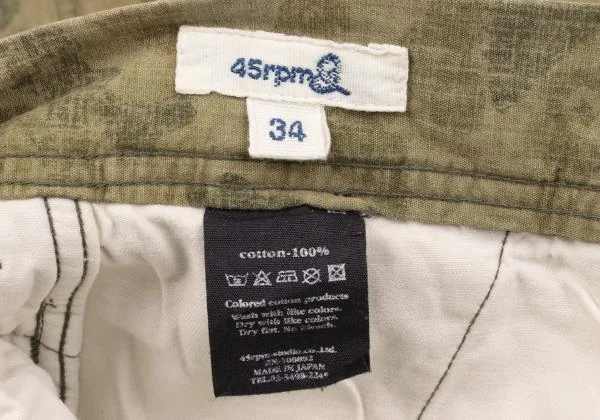 45rpm&
34
cotton-100%
Colored cotton products
Wash with like colors.
Dry with like colors.
Dry flat. No Bleach.
45rpm-studio co.,Ltd.
MADE IN JAPAN